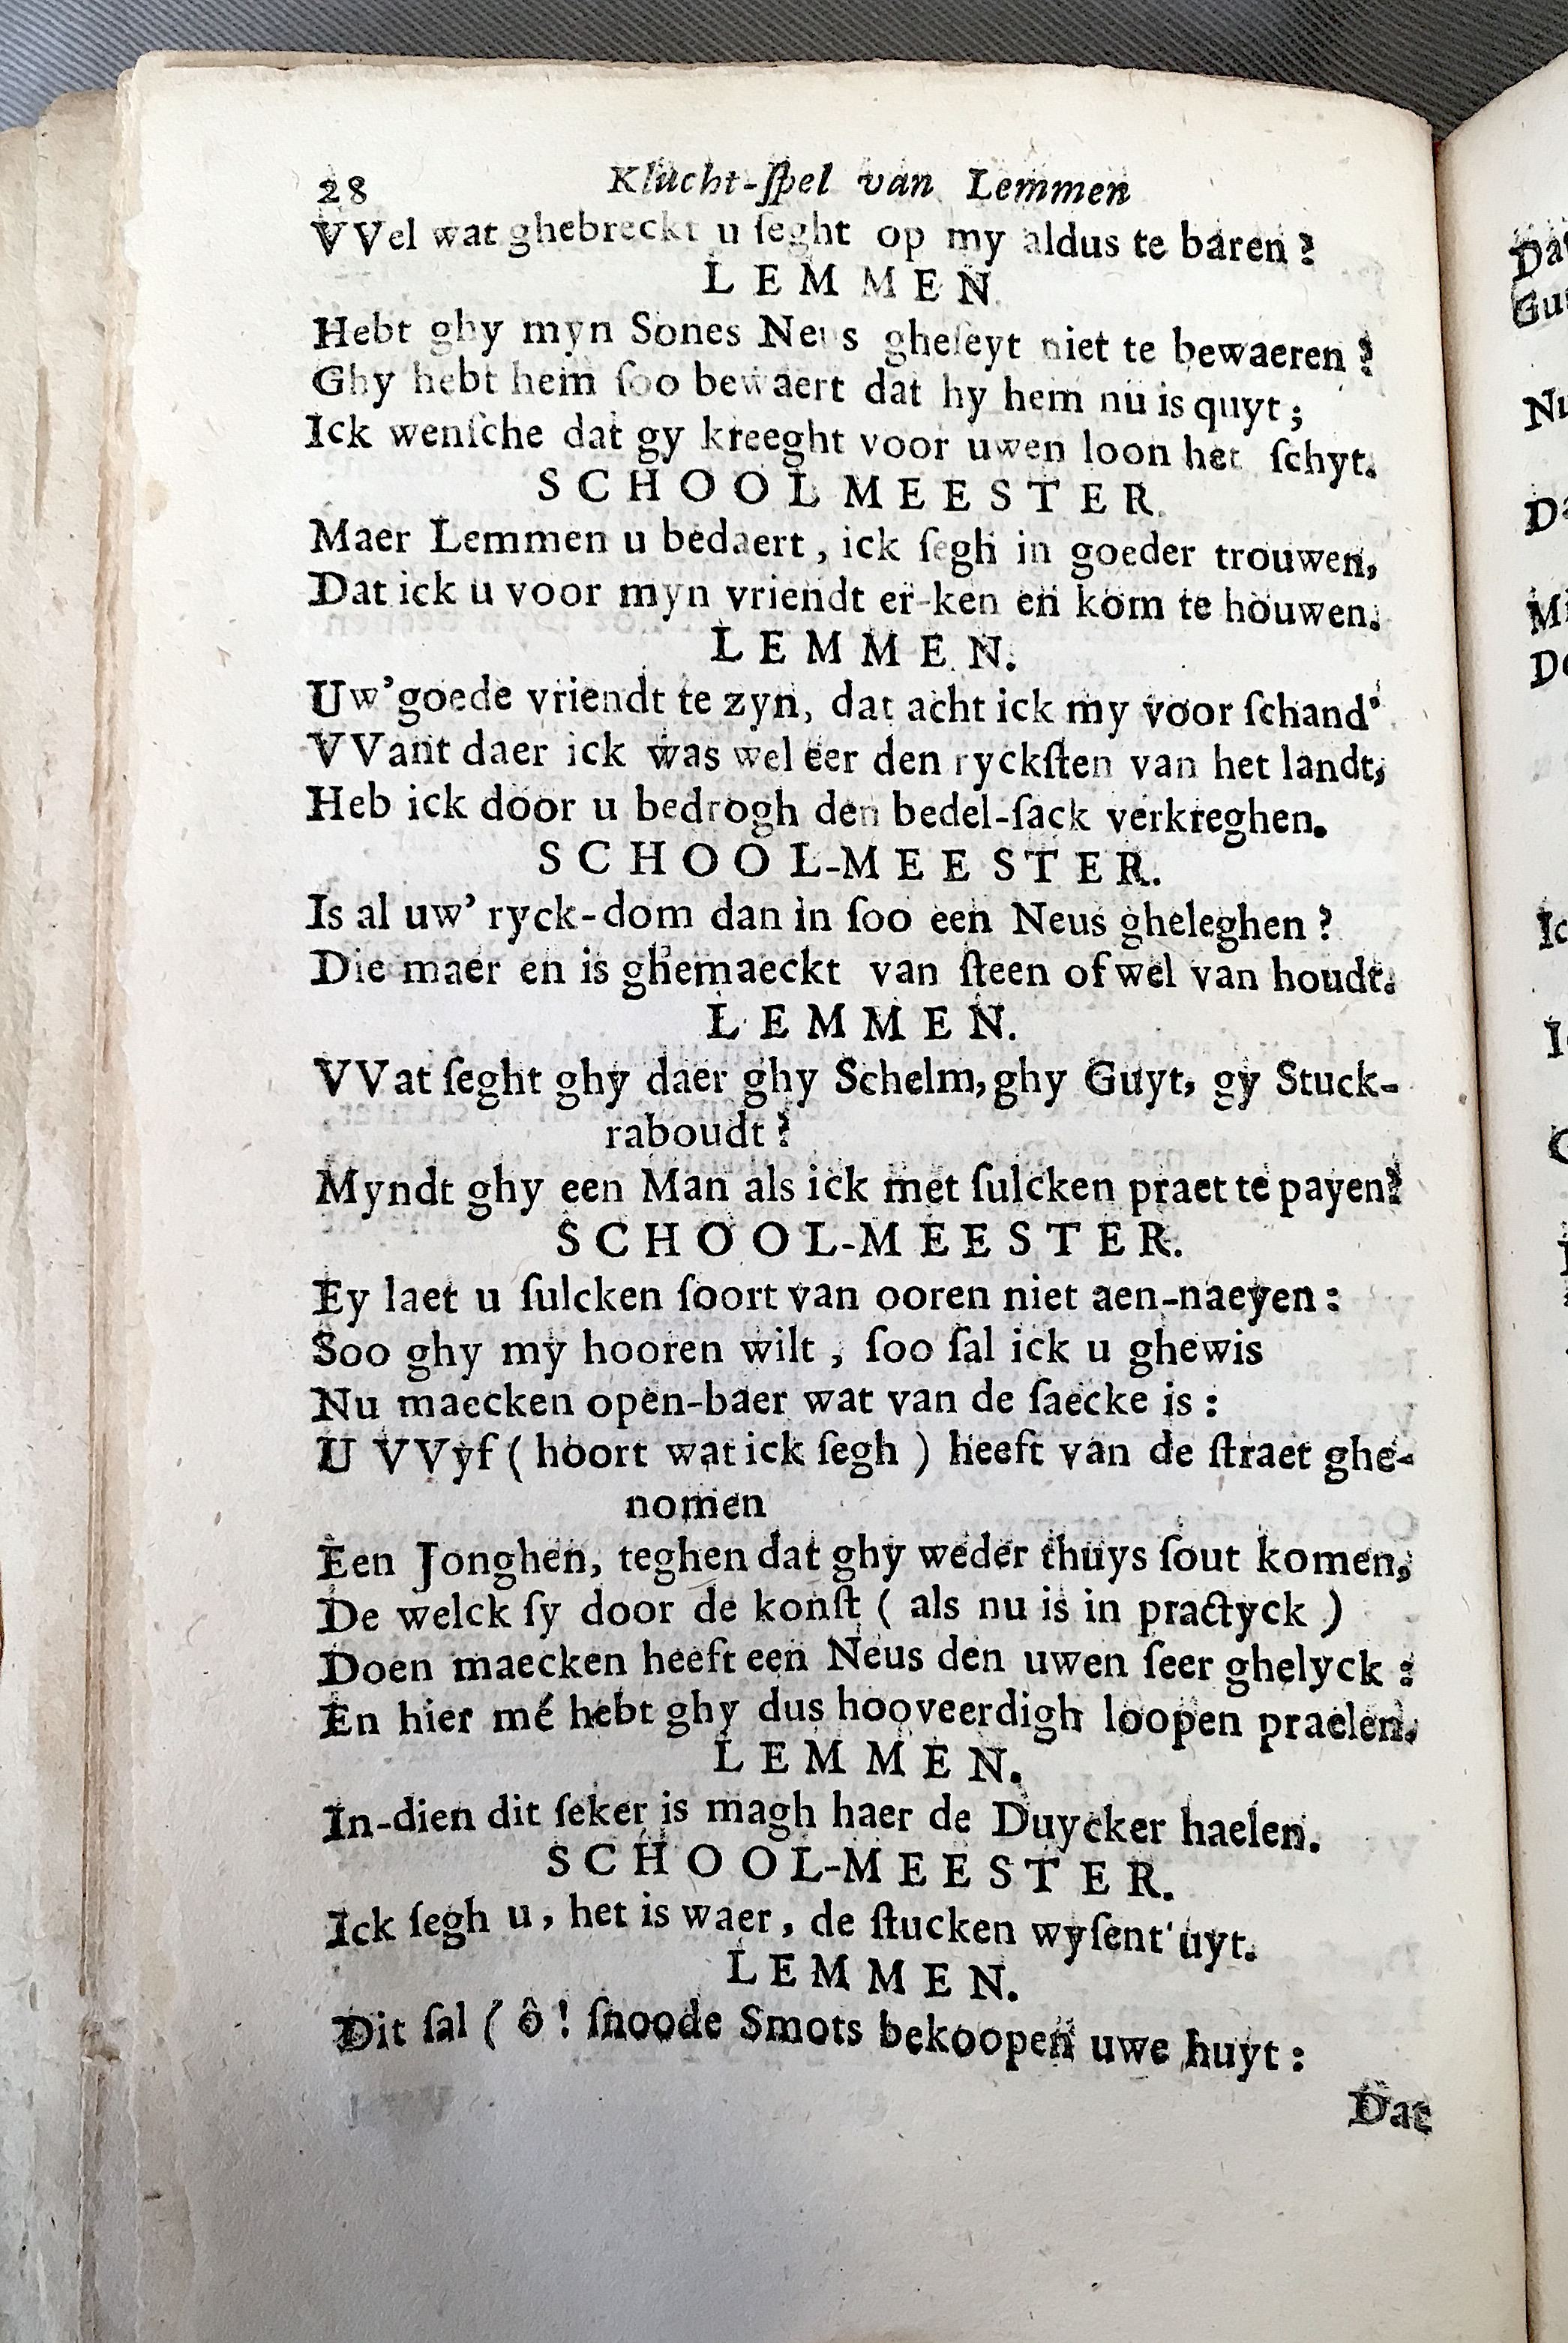 28 Klucht-ſpel van Lemmen
VVel wat ghebreckt u ſeght op my aldus te baren?
LEMMEN
Hebt ghy myn Sones Neus gheſeyt niet te bewaeren?
Ghy hebt hem ſoo bewaert dat hy hem nu is quyt;
Ick wenſche dat gy kreeght voor uwen loon het ſchyt.
SCHOOL MEESTER.
Maer Lemmen u bedaert, ick ſegh in goeder trouwen,
Dat ick u voor myn vriendt er-ken en kom te houwen.
LEMMEN.
Uw' goede vriendt te zyn, dat acht ick my voor ſchand'
VVant daer ick was wel eer den ryckſten van het landt,
Heb ick door u bedrogh den bedel-ſack verkreghen.
SCHOOL-MEESTER.
Is al uw' ryck-dom dan in ſoo een Neus gheleghen?
Die maer en is ghemaeckt van ſteen of wel van houdt.
LEMMEN.
VVat ſeght ghy daer ghy Schelm, ghy Guyt, gy Stuck-
raboudt?
Myndt ghy een Man als ick met ſulcken praet te payen?
SCHOOL-MEESTER.
Ey laet u ſulcken ſoort van ooren niet aen-naeyen:
Soo ghy my hooren wilt, ſoo ſal ick u ghewis
Nu maecken open-baer wat van de ſaecke is:
U VVyf (hoort wat ick ſegh) heeft van de ſtraet ghe-
nomen
Een Jonghen, teghen dat ghy weder thuys ſout komen,
De welck ſy door de konſt (als nu is in practyck)
Doen maecken heeft een Neus den uwen ſeer ghelyck:
En hier mé hebt ghy dus hooveerdigh loopen praelen.
LEMMEN.
In-dien dit ſeker is magh haer de Duycker haelen.
SCHOOL-MEESTER.
Ick ſegh u, het is waer, de ſtucken wyſent' uyt.
LEMMEN.
Dit ſal (ô! ſnoode Smots bekoopen uwe huyt:
Dat